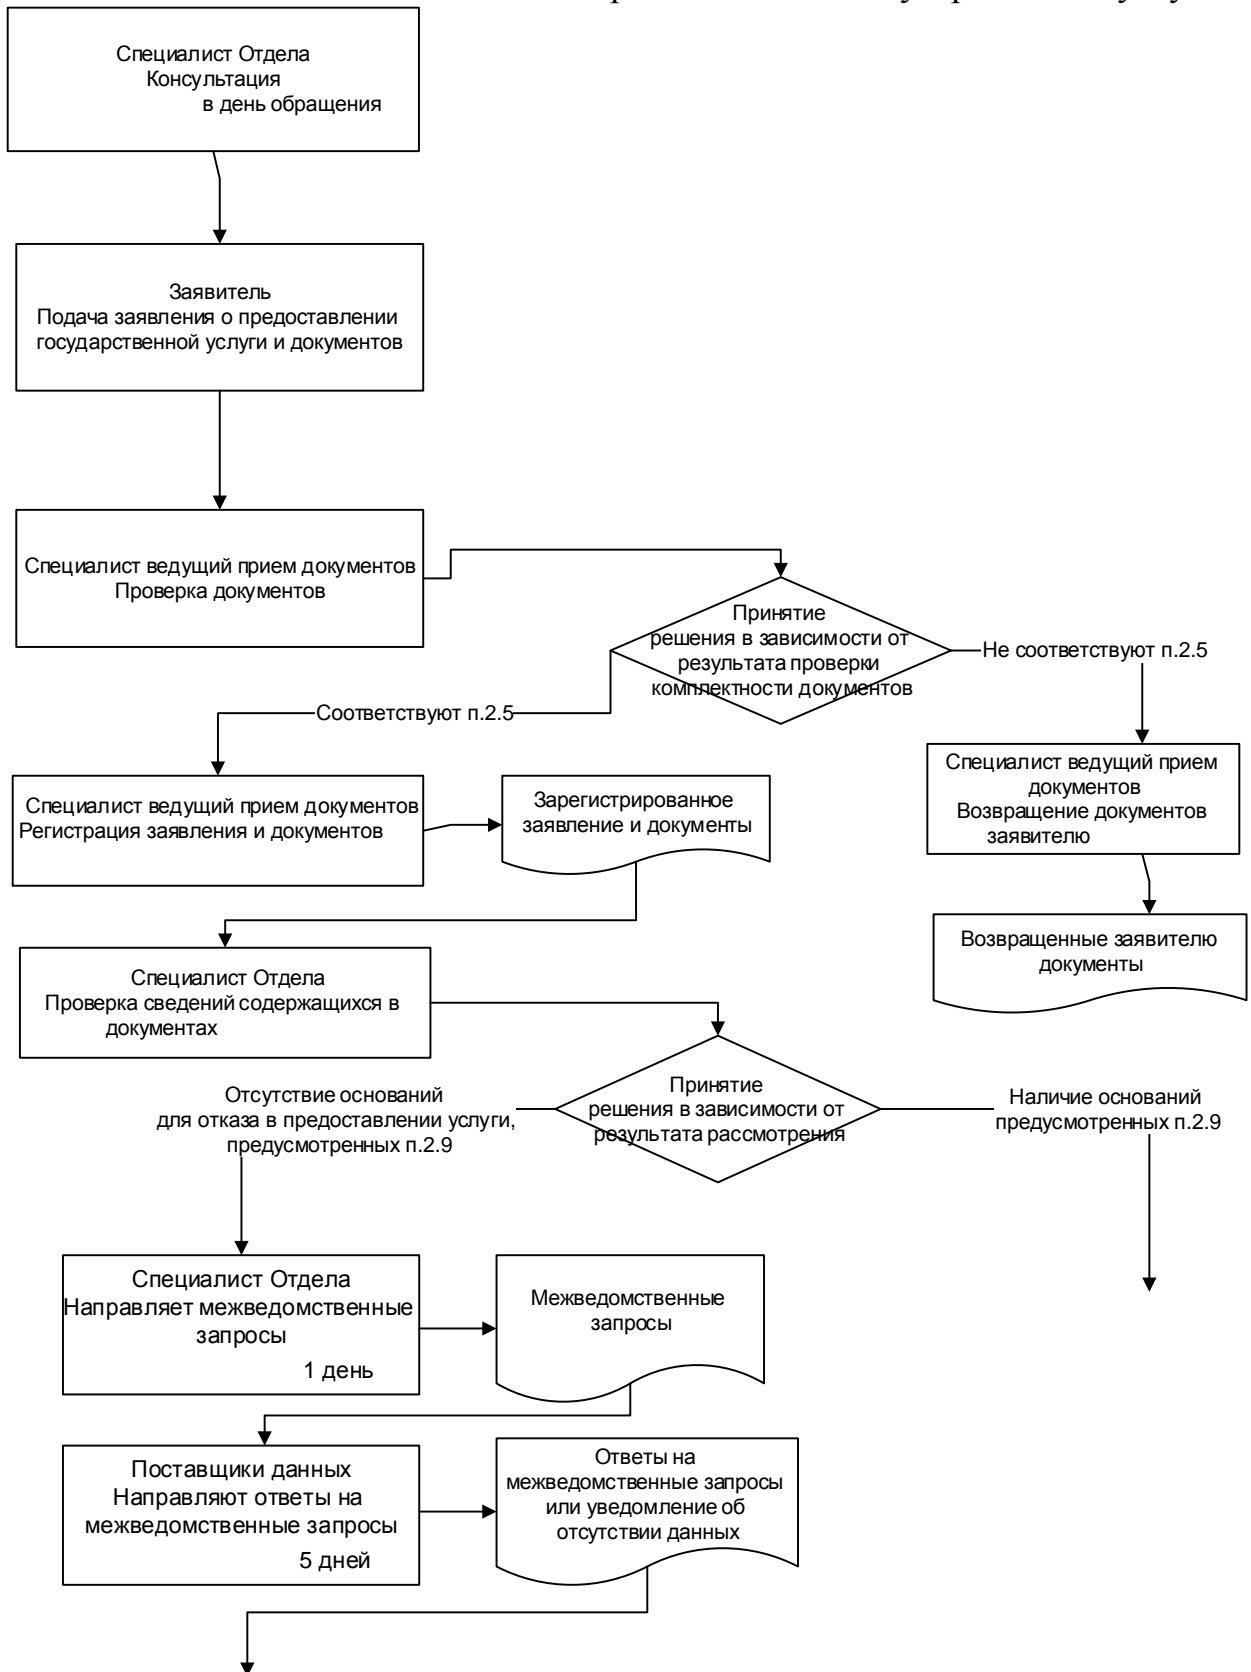 Специалист Отдела
Консультация
в день обращения
Заявитель
Подача заявления о предоставлении
государственной услуги и документов
Специалист ведущий прием документов
Проверка документов
Принятие
решения в зависимости от
результата проверки
комплектности документов
Не соответствуют п.2.5
Соответствуют п.2.5
Специалист ведущий прием документов
Регистрация заявления и документов
Зарегистрированное
заявление и документы
Специалист ведущий прием
документов
Возвращение документов
заявителю
Возвращенные заявителю
документы
Специалист Отдела
Проверка сведений содержащихся в
документах
Принятие
решения в зависимости от
результата рассмотрения
Отсутствие оснований
для отказа в предоставлении услуги,
предусмотренных п.2.9
Наличие оснований
предусмотренных п.2.9
Специалист Отдела
Направляет межведомственные
запросы
1 день
Межведомственные
запросы
Поставщики данных
Направляют ответы на
межведомственные запросы
5 дней
Ответы на
межведомственные запросы
или уведомление об
отсутствии данных